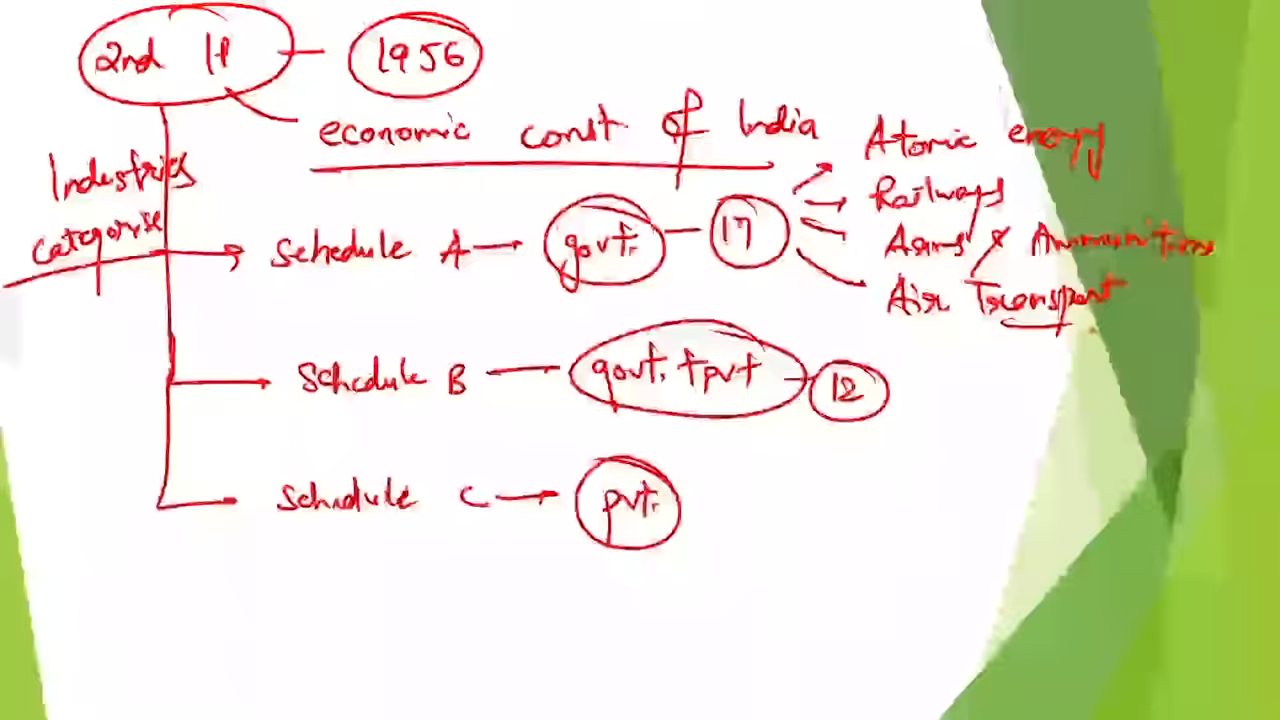 2nd IP - 1956
economic const. of India
Industries
categorise
Schedule A → govt. - 17
Atomic energy
Railways
Arms & Ammunitions
Air Transport
Schedule B - govt. + pvt - 12
Schedule C → pvt.